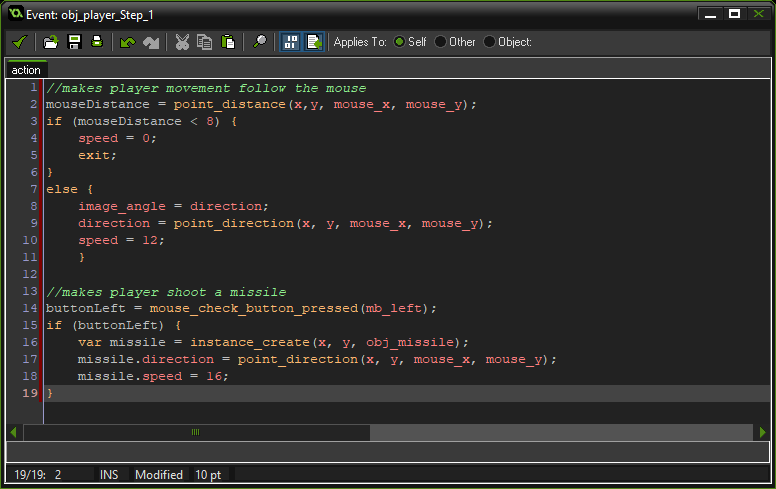 Event: obj_player_Step_1
Applies To: Self Other Object:
action
1 //makes player movement follow the mouse
2 mouseDistance = point_distance(x,y, mouse_x, mouse_y);
3 if (mouseDistance < 8) {
4 speed = 0;
5 exit;
6 }
7 else {
8 image_angle = direction;
9 direction = point_direction(x, y, mouse_x, mouse_y);
10 speed = 12;
11 }
12
13 //makes player shoot a missile
14 buttonLeft = mouse_check_button_pressed(mb_left);
15 if (buttonLeft) {
16 var missile = instance_create(x, y, obj_missile);
17 missile.direction = point_direction(x, y, mouse_x, mouse_y);
18 missile.speed = 16;
19 }
19/19: 2 INS Modified 10 pt